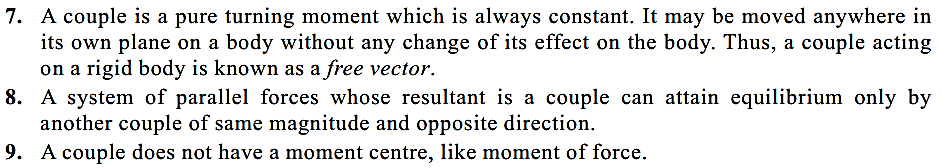 7. A couple is a pure turning moment which is always constant. It may be moved anywhere in
its own plane on a body without any change of its effect on the body. Thus, a couple acting
on a rigid body is known as a free vector.
8. A system of parallel forces whose resultant is a couple can attain equilibrium only by
another couple of same magnitude and opposite direction.
9. A couple does not have a moment centre, like moment of force.